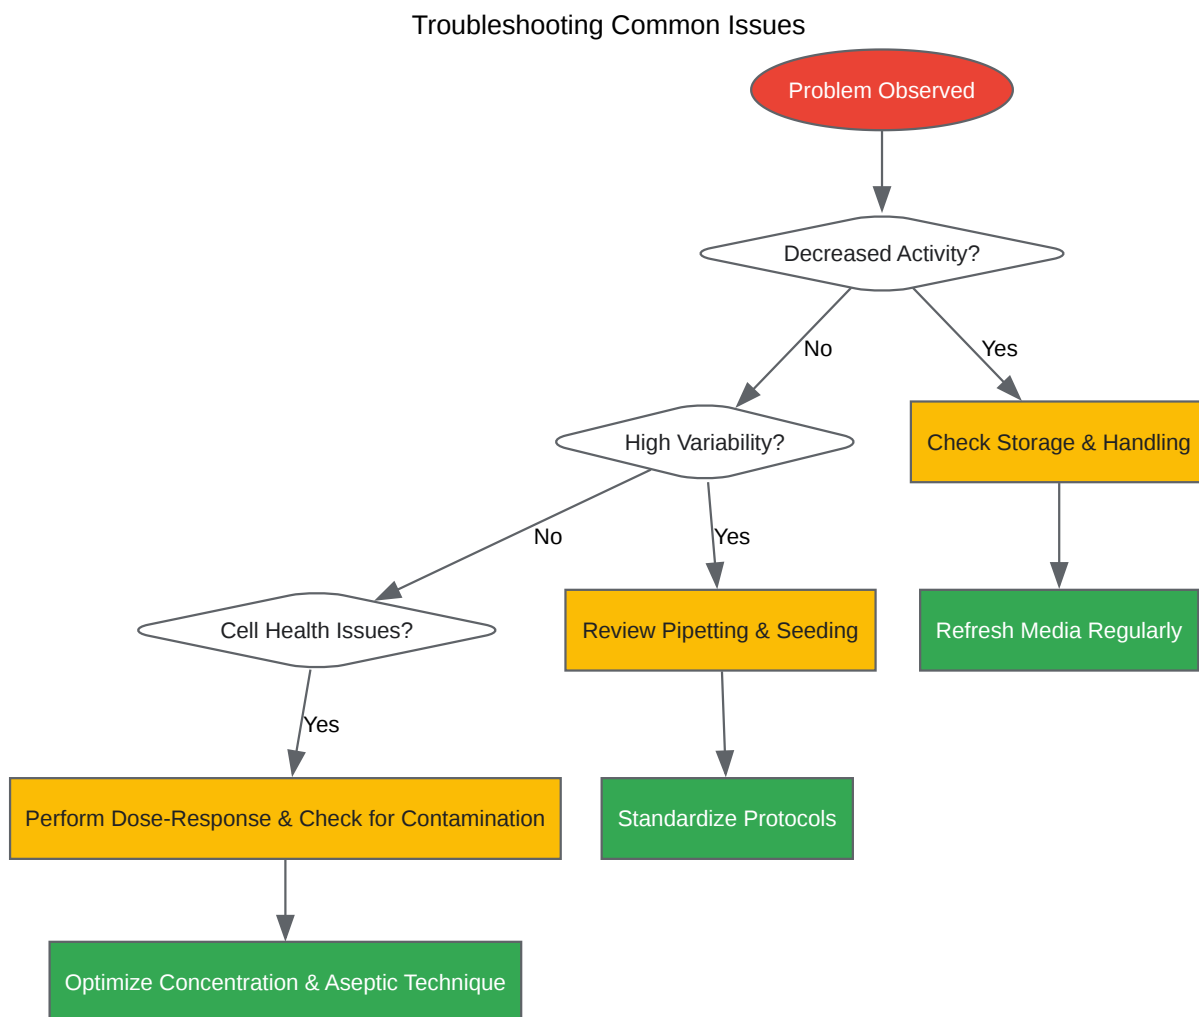 Troubleshooting Common Issues
Problem Observed
Decreased Activity?
No
Yes
High Variability?
Check Storage & Handling
No
Yes
Cell Health Issues?
Review Pipetting & Seeding
Refresh Media Regularly
Yes
Perform Dose-Response & Check for Contamination
Standardize Protocols
Optimize Concentration & Aseptic Technique